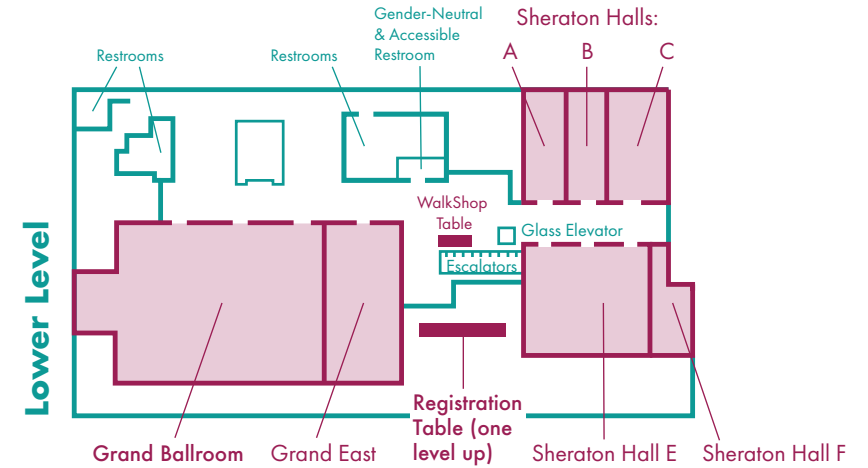 Gender-Neutral
& Accessible
Restroom
Sheraton Halls:
Restrooms
Restrooms
A
B
C
WalkShop
Table
Glass Elevator
Escalators
Lower Level
Registration
Table (one
level up)
Grand Ballroom
Grand East
Sheraton Hall E
Sheraton Hall F